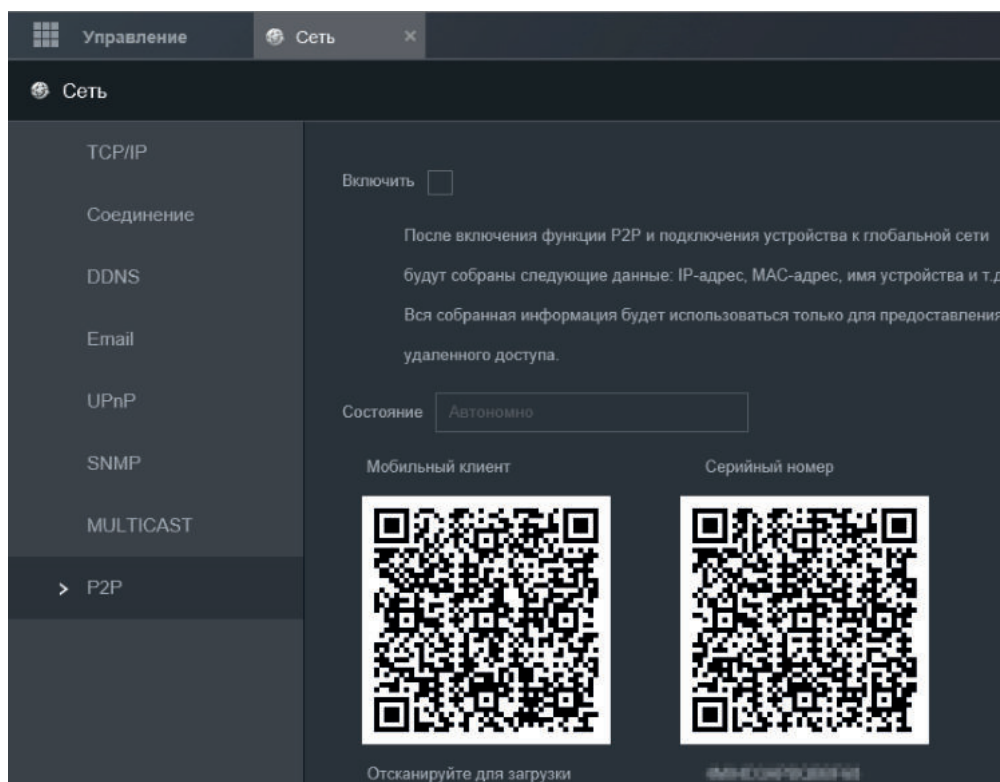 Управление
Сеть
Сеть
TCP/IP
Соединение
DDNS
Email
UPnP
SNMP
MULTICAST
P2P
Включить
После включения функции P2P и подключения устройства к глобальной сети
будут собраны следующие данные: IP-адрес, MAC-адрес, имя устройства и т.д
Вся собранная информация будет использоваться только для предоставления
удаленного доступа.
Состояние Автономно
Мобильный клиент
Серийный номер
Отсканируйте для загрузки